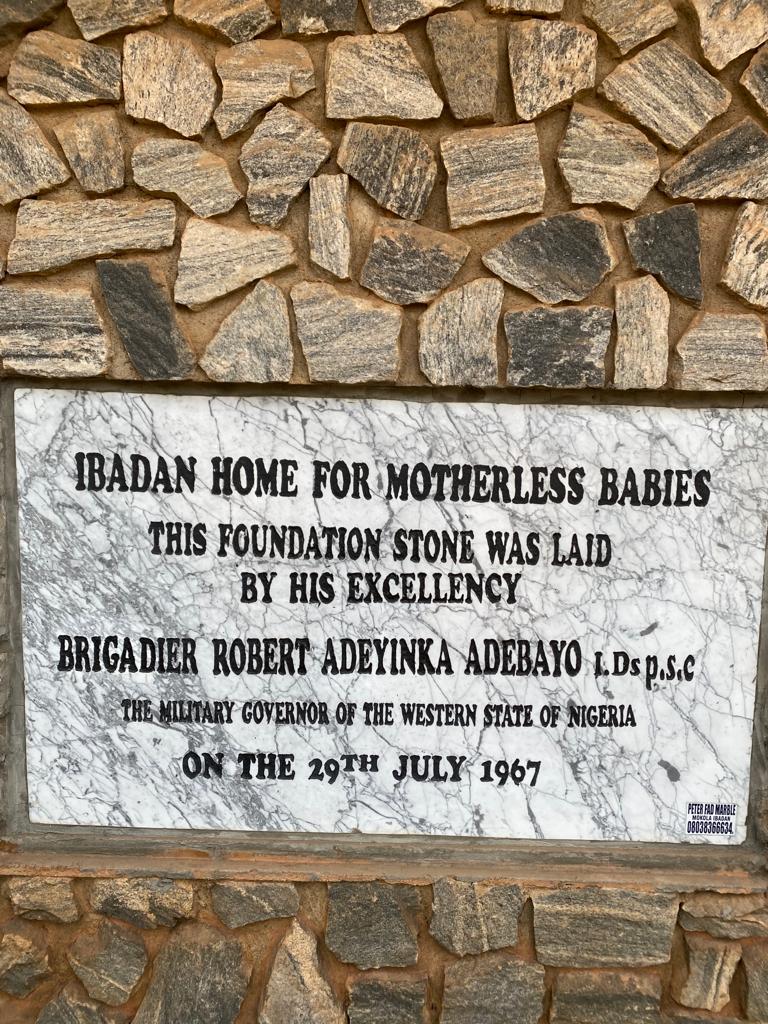 IBADAN HOME FOR MOTHERLESS BABIES
THIS FOUNDATION STONE WAS LAID
BY HIS EXCELLENCY
BRIGADIER ROBERT ADEYINKA ADEBAYO I.Ds p.s.c
THE MILITARY GOVERNOR OF THE WESTERN STATE OF NIGERIA
ON THE 29TH JULY 1967
PETER FAD MARBLE
MOKOLA IBADAN
08038366634